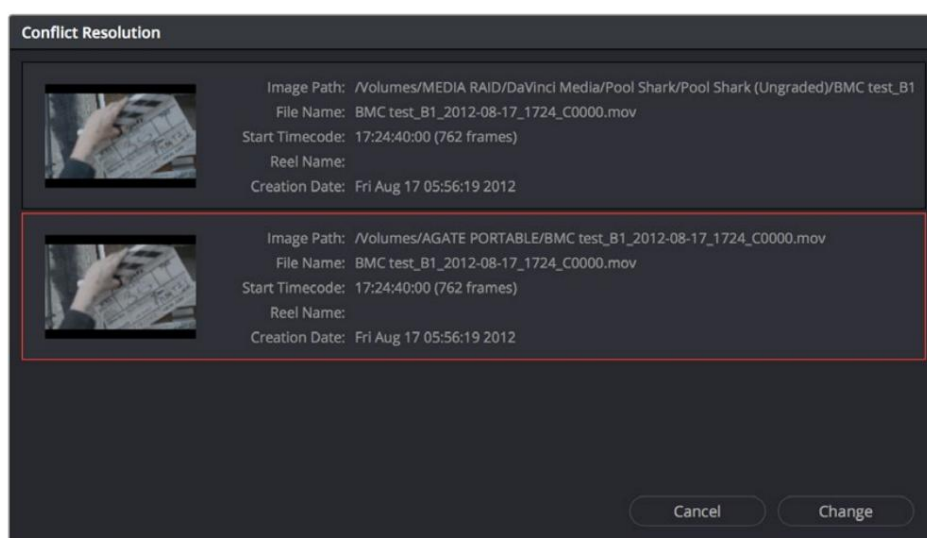 Conflict Resolution
Image Path: /Volumes/MEDIA RAID/DaVinci Media/Pool Shark/Pool Shark (Ungraded)/BMC test_B1
File Name: BMC test_B1_2012-08-17_1724_C0000.mov
Start Timecode: 17:24:40:00 (762 frames)
Reel Name:
Creation Date: Fri Aug 17 05:56:19 2012
Image Path: /Volumes/AGATE PORTABLE/BMC test_B1_2012-08-17_1724_C0000.mov
File Name: BMC test_B1_2012-08-17_1724_C0000.mov
Start Timecode: 17:24:40:00 (762 frames)
Reel Name:
Creation Date: Fri Aug 17 05:56:19 2012
Cancel Change